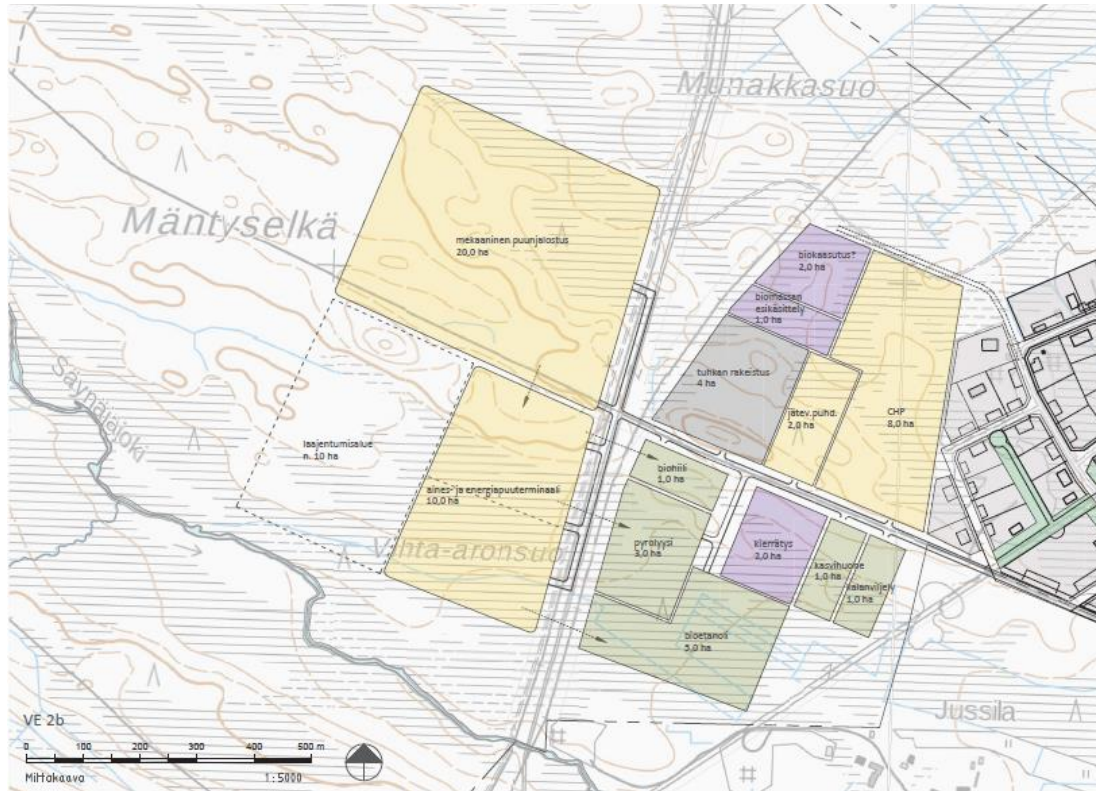 Munakkasuo
Mäntyselkä
mekaaninen puunjalostus
20,0 ha
biokaasutus?
2,0 ha
biomassan
esikäsittely
1,0 ha
tuhkan rakeistus
4 ha
jätev.puhd.
2,0 ha
CHP
8,0 ha
Säynäjäjoki
laajentumisalue
n. 10 ha
aines- ja energiapuuterminaali
10,0 ha
biohiili
1,0 ha
pyrolyysi
3,0 ha
kierrätys
2,0 ha
kasvihuone
1,0 ha
kalanviljely
1,0 ha
Vihta-aronsuo
bioetanoli
5,0 ha
Jussila
VE 2b
0 100 200 300 400 500 m
Mittakaava 1:5000